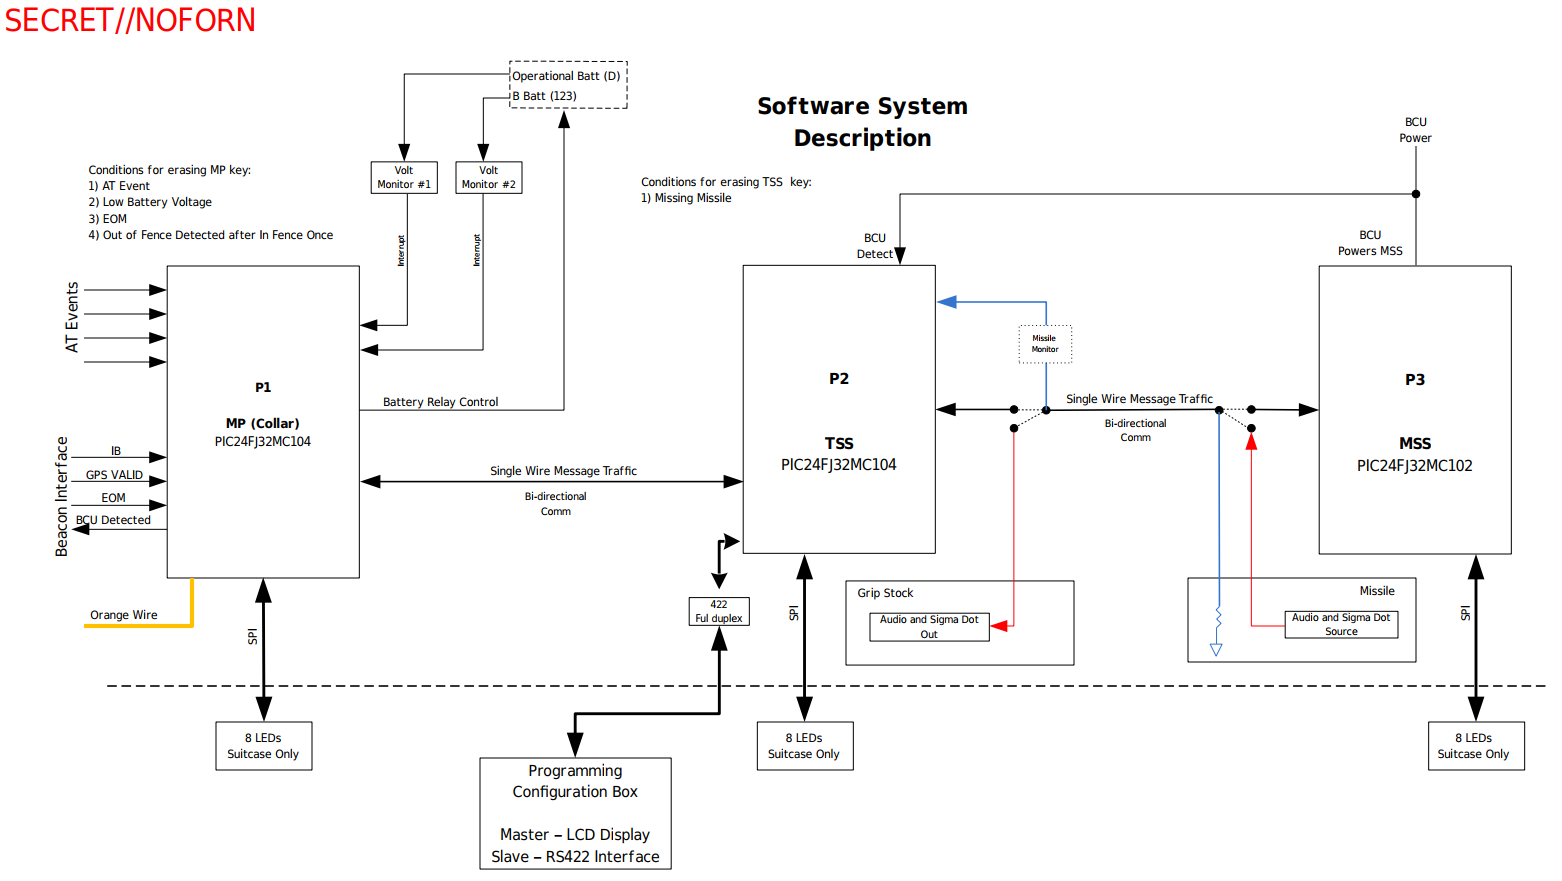 SECRET//NOFORN
Operational Batt (D)
B Batt (123)
Software System
Description
BCU
Power
Conditions for erasing MP key:
1) AT Event
2) Low Battery Voltage
3) EOM
4) Out of Fence Detected after In Fence Once
Volt
Monitor #1
Volt
Monitor #2
Conditions for erasing TSS key:
1) Missing Missile
Interrupt
Interrupt
BCU
Detect
BCU
Powers MSS
AT Events
Missile
Monitor
P1
MP (Collar)
PIC24FJ32MC104
Battery Relay Control
P2
TSS
PIC24FJ32MC104
Single Wire Message Traffic
Bi-directional
Comm
P3
MSS
PIC24FJ32MC102
Beacon Interface
IB
GPS VALID
EOM
BCU Detected
Single Wire Message Traffic
Bi-directional
Comm
Orange Wire
SPI
422
Ful duplex
SPI
Grip Stock
Audio and Sigma Dot
Out
Missile
Audio and Sigma Dot
Source
SPI
8 LEDs
Suitcase Only
8 LEDs
Suitcase Only
8 LEDs
Suitcase Only
Programming
Configuration Box
Master – LCD Display
Slave – RS422 Interface